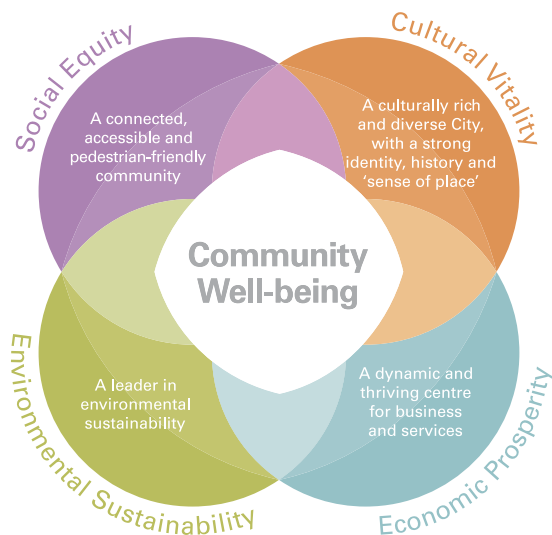 Social Equity
Cultural Vitality
A connected,
accessible and
pedestrian-friendly
community
A culturally rich
and diverse City,
with a strong
identity, history and
‘sense of place’
Community
Well-being
A leader in
environmental
sustainability
A dynamic and
thriving centre
for business
and services
Environmental Sustainability
Economic Prosperity